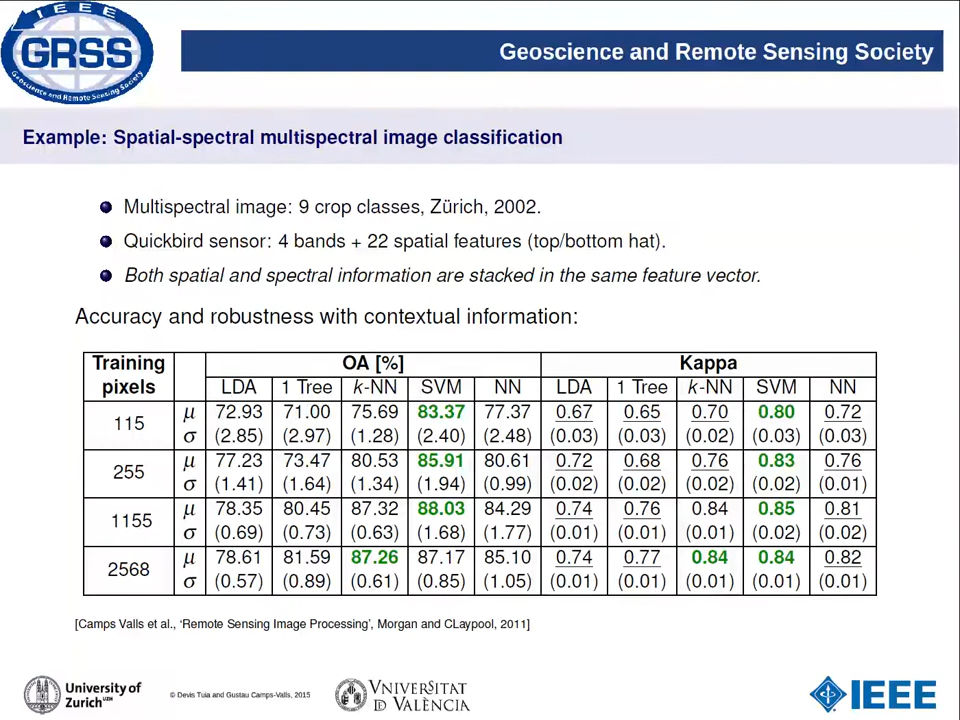 IEEE
GRSS
Geoscience and Remote Sensing Society
Geoscience and Remote Sensing Society
Example: Spatial-spectral multispectral image classification
Multispectral image: 9 crop classes, Zürich, 2002.
Quickbird sensor: 4 bands + 22 spatial features (top/bottom hat).
Both spatial and spectral information are stacked in the same feature vector.
Accuracy and robustness with contextual information:
Training pixels OA [%] Kappa
LDA 1 Tree k-NN SVM NN LDA 1 Tree k-NN SVM NN
115 μ 72.93 71.00 75.69 83.37 77.37 0.67 0.65 0.70 0.80 0.72
σ (2.85) (2.97) (1.28) (2.40) (2.48) (0.03) (0.03) (0.02) (0.03) (0.03)
255 μ 77.23 73.47 80.53 85.91 80.61 0.72 0.68 0.76 0.83 0.76
σ (1.41) (1.64) (1.34) (1.94) (0.99) (0.02) (0.02) (0.02) (0.02) (0.01)
1155 μ 78.35 80.45 87.32 88.03 84.29 0.74 0.76 0.84 0.85 0.81
σ (0.69) (0.73) (0.63) (1.68) (1.77) (0.01) (0.01) (0.01) (0.02) (0.02)
2568 μ 78.61 81.59 87.26 87.17 85.10 0.74 0.77 0.84 0.84 0.82
σ (0.57) (0.89) (0.61) (0.85) (1.05) (0.01) (0.01) (0.01) (0.01) (0.01)
[Camps Valls et al., ‘Remote Sensing Image Processing’, Morgan and CLaypool, 2011]
University of
Zurich UZH
© Devis Tuia and Gustau Camps-Valls, 2015
VNIVERSITAT
ID VALÈNCIA
IEEE